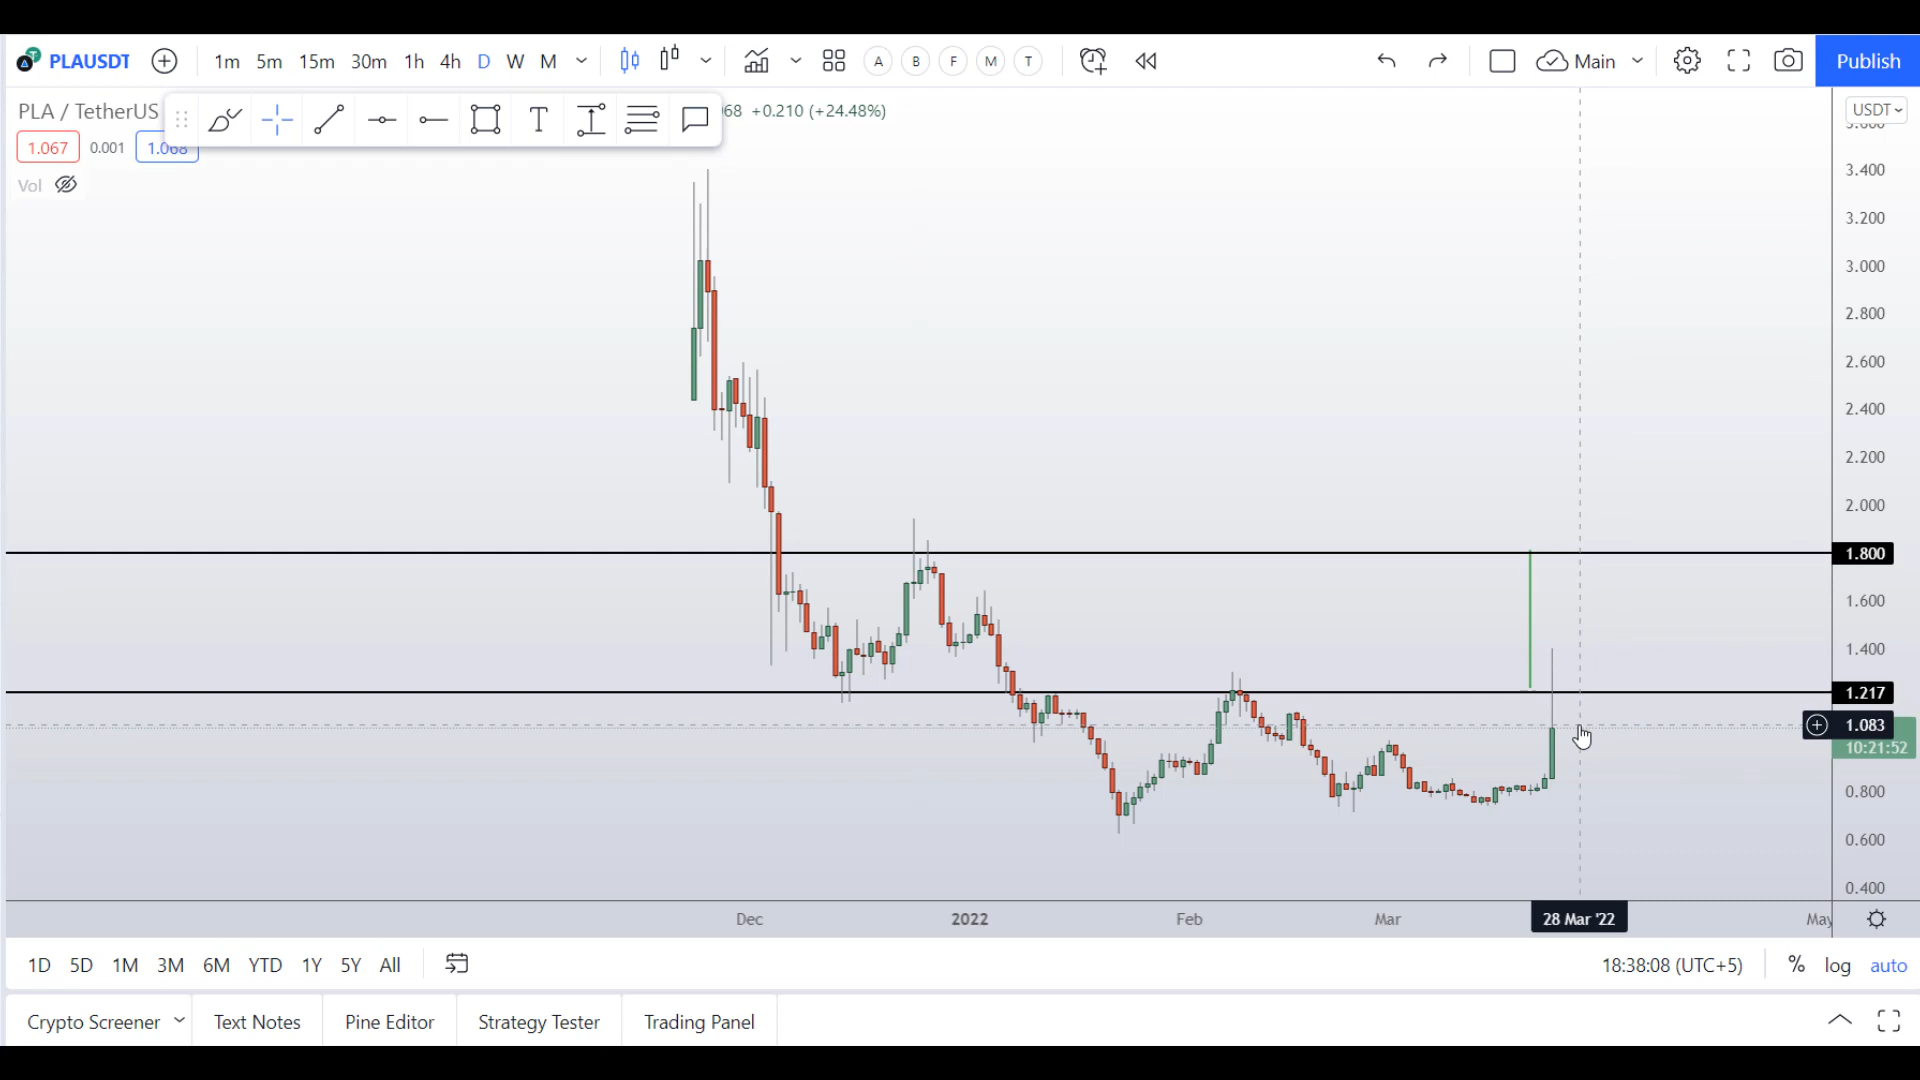 PLAUSDT 1m 5m 15m 30m 1h 4h D W M A B F M T Main Publish
PLA / TetherUS 68 +0.210 (+24.48%) USDT
1.067 0.001 1.068
Vol
3.600
3.400
3.200
3.000
2.800
2.600
2.400
2.200
2.000
1.800
1.600
1.400
1.217
1.083
10:21:52
0.800
0.600
0.400
Dec 2022 Feb Mar 28 Mar '22 May
1D 5D 1M 3M 6M YTD 1Y 5Y All 18:38:08 (UTC+5) % log auto
Crypto Screener Text Notes Pine Editor Strategy Tester Trading Panel